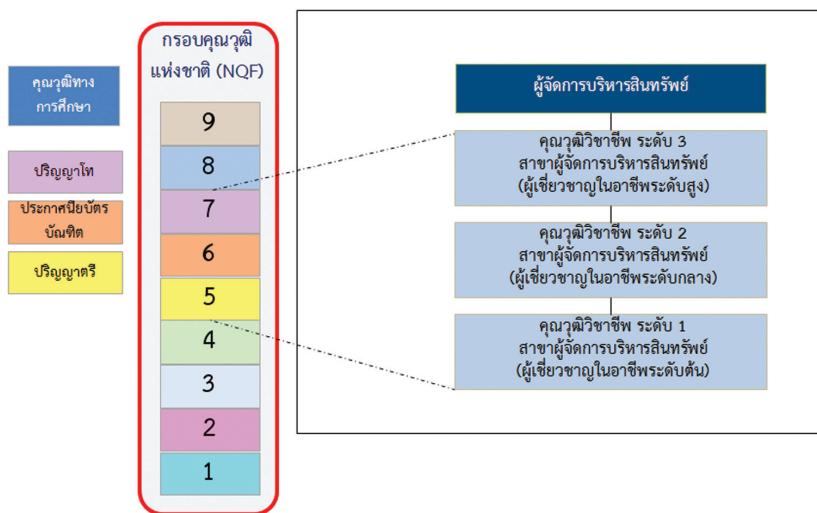 คุณวุฒิทาง
การศึกษา
ปริญญาโท
ประกาศนียบัตร
บัณฑิต
ปริญญาตรี
กรอบคุณวุฒิ
แห่งชาติ (NQF)
9
8
7
6
5
4
3
2
1
ผู้จัดการบริหารสินทรัพย์
คุณวุฒิวิชาชีพ ระดับ 3
สาขาผู้จัดการบริหารสินทรัพย์
(ผู้เชี่ยวชาญในอาชีพระดับสูง)
คุณวุฒิวิชาชีพ ระดับ 2
สาขาผู้จัดการบริหารสินทรัพย์
(ผู้เชี่ยวชาญในอาชีพระดับกลาง)
คุณวุฒิวิชาชีพ ระดับ 1
สาขาผู้จัดการบริหารสินทรัพย์
(ผู้เชี่ยวชาญในอาชีพระดับต้น)